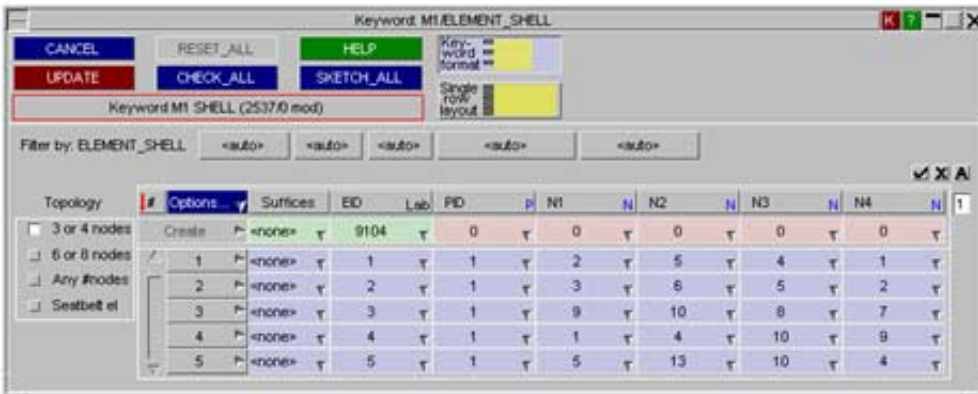 Keyword: M1/ELEMENT_SHELL K ? X
CANCEL RESET_ALL HELP Key-word format
UPDATE CHECK_ALL SKETCH_ALL Single row layout
Keyword M1 SHELL (2537/0 mod)
Filter by: ELEMENT_SHELL <auto> <auto> <auto> <auto> <auto>
X A
Topology # Options... Suffices EID Lab PID P N1 N N2 N N3 N N4 N 1
3 or 4 nodes Create <none> 9104 0 0 0 0 0
6 or 8 nodes 1 <none> 1 1 2 5 4 1
Any #nodes 2 <none> 2 1 3 6 5 2
Seatbelt el 3 <none> 3 1 9 10 8 7
4 <none> 4 1 1 4 10 9
5 <none> 5 1 5 13 10 4